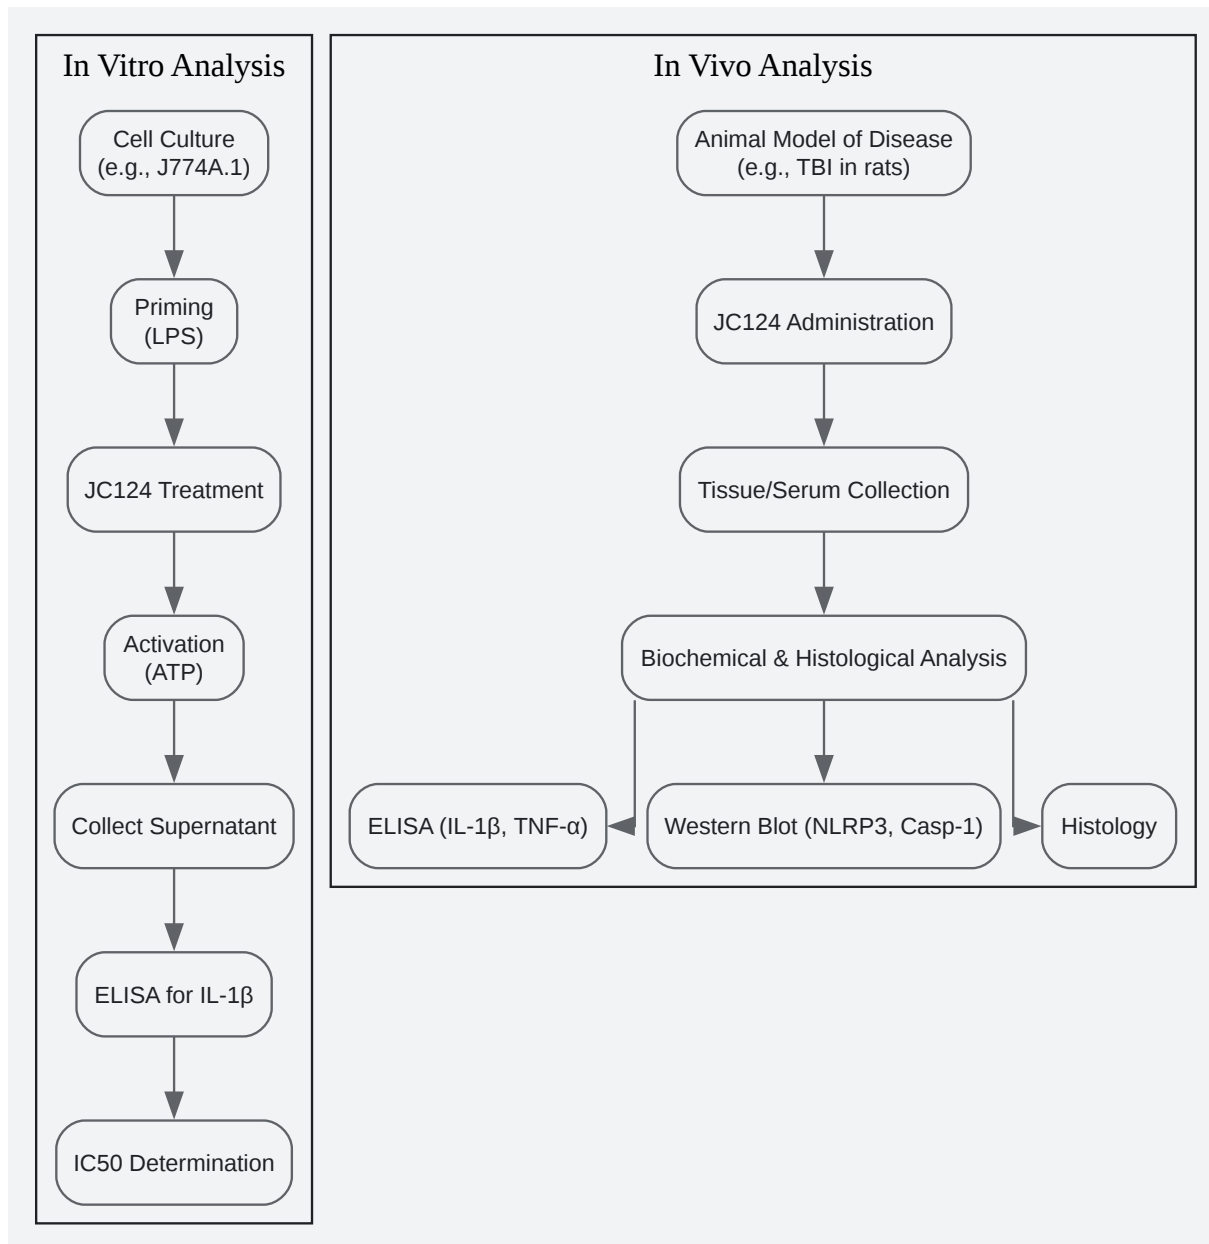 In Vitro Analysis
Cell Culture
(e.g., J774A.1)
Priming
(LPS)
JC124 Treatment
Activation
(ATP)
Collect Supernatant
ELISA for IL-1β
IC50 Determination
In Vivo Analysis
Animal Model of Disease
(e.g., TBI in rats)
JC124 Administration
Tissue/Serum Collection
Biochemical & Histological Analysis
ELISA (IL-1β, TNF-α)
Western Blot (NLRP3, Casp-1)
Histology